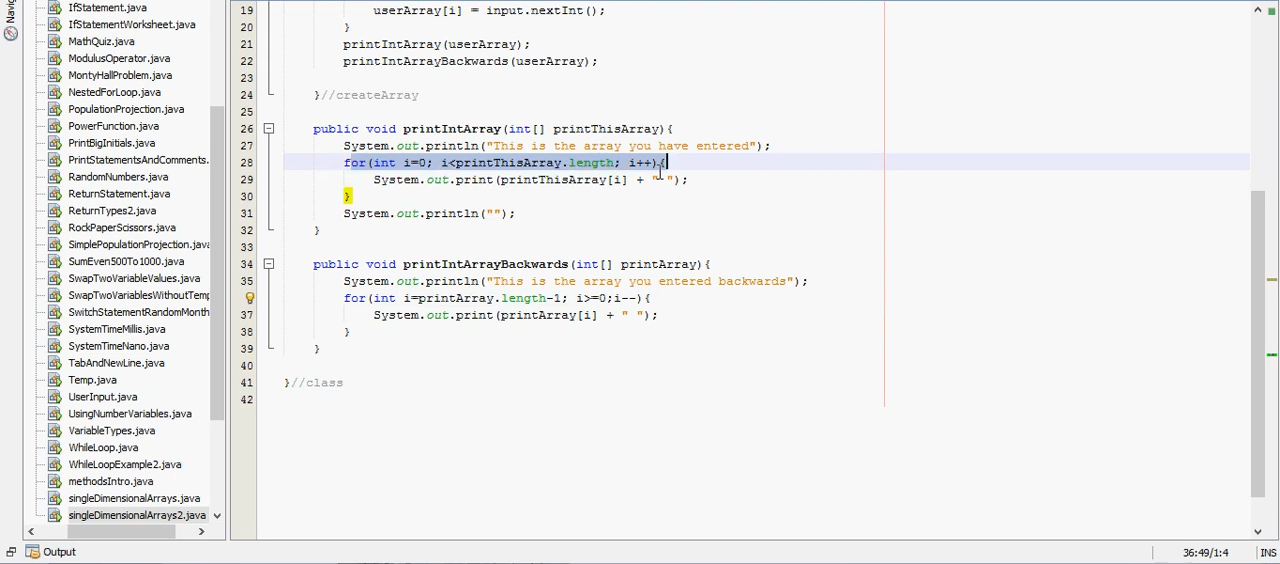 Navig
IfStatement.java
IfStatementWorksheet.java
MathQuiz.java
ModulusOperator.java
MontyHallProblem.java
NestedForLoop.java
PopulationProjection.java
PowerFunction.java
PrintBigInitials.java
PrintStatementsAndComments.
RandomNumbers.java
ReturnStatement.java
ReturnTypes2.java
RockPaperScissors.java
SimplePopulationProjection.java
SumEven500To1000.java
SwapTwoVariableValues.java
SwapTwoVariablesWithoutTemp
SwitchStatementRandomMonth
SystemTimeMillis.java
SystemTimeNano.java
TabAndNewLine.java
Temp.java
UserInput.java
UsingNumberVariables.java
VariableTypes.java
WhileLoop.java
WhileLoopExample2.java
methodsIntro.java
singleDimensionalArrays.java
singleDimensionalArrays2.java
19 userArray[i] = input.nextInt();
20 }
21 printIntArray(userArray);
22 printIntArrayBackwards(userArray);
23
24 }//createArray
25
26 public void printIntArray(int[] printThisArray){
27 System.out.println("This is the array you have entered");
28 for(int i=0; i<printThisArray.length; i++){
29 System.out.print(printThisArray[i] + " ");
30 }
31 System.out.println("");
32 }
33
34 public void printIntArrayBackwards(int[] printArray){
35 System.out.println("This is the array you entered backwards");
36 for(int i=printArray.length-1; i>=0;i--){
37 System.out.print(printArray[i] + " ");
38 }
39 }
40
41 }//class
42
Output
36:49/1:4 INS